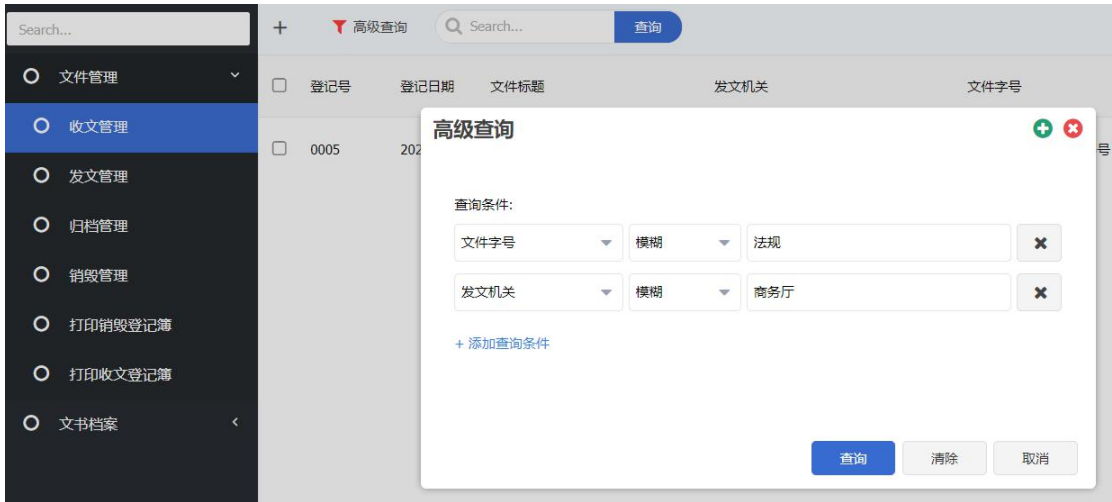 Search...
文件管理
收文管理
发文管理
归档管理
销毁管理
打印销毁登记簿
打印收文登记簿
文书档案
+ 高级查询 Search... 查询
登记号 登记日期 文件标题 发文机关 文件字号
0005 202 号
高级查询
查询条件:
文件字号 模糊 法规
发文机关 模糊 商务厅
+ 添加查询条件
查询 清除 取消